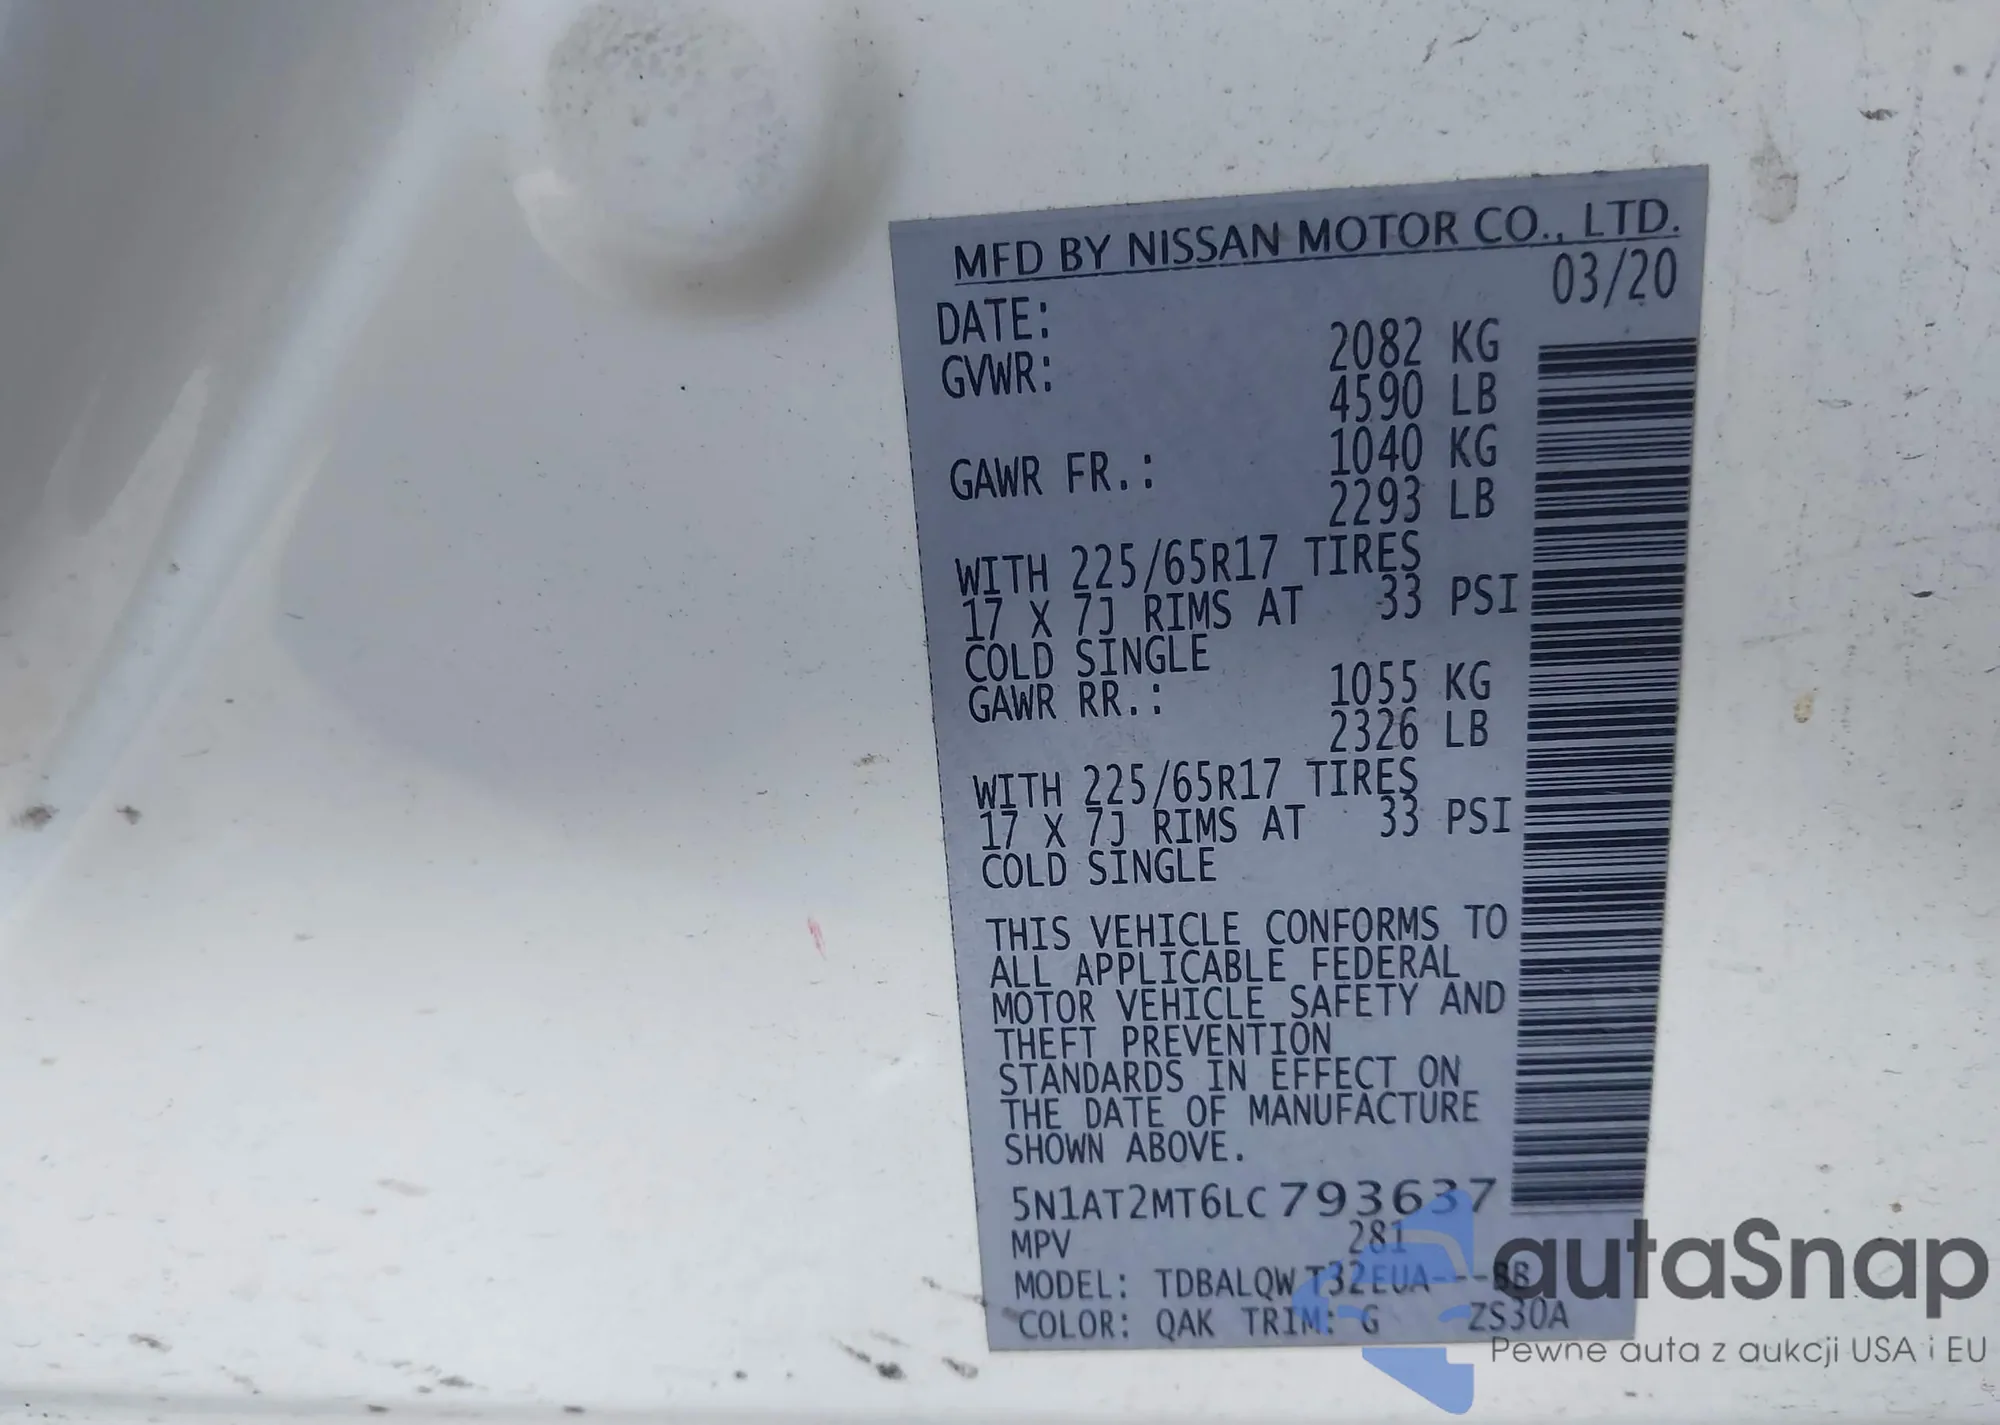 MFD BY NISSAN MOTOR CO., LTD.
DATE: 03/20
GVWR: 2082 KG
4590 LB
GAWR FR.: 1040 KG
2293 LB
WITH 225/65R17 TIRES
17 X 7J RIMS AT 33 PSI
COLD SINGLE
GAWR RR.: 1055 KG
2326 LB
WITH 225/65R17 TIRES
17 X 7J RIMS AT 33 PSI
COLD SINGLE
THIS VEHICLE CONFORMS TO
ALL APPLICABLE FEDERAL
MOTOR VEHICLE SAFETY AND
THEFT PREVENTION
STANDARDS IN EFFECT ON
THE DATE OF MANUFACTURE
SHOWN ABOVE.
5N1AT2MT6LC793637
MPV 281
MODEL: TDBALQWT32EUA---BB
COLOR: QAK TRIM: G ZS30A
autaSnap
Pewne auta z aukcji USA i EU